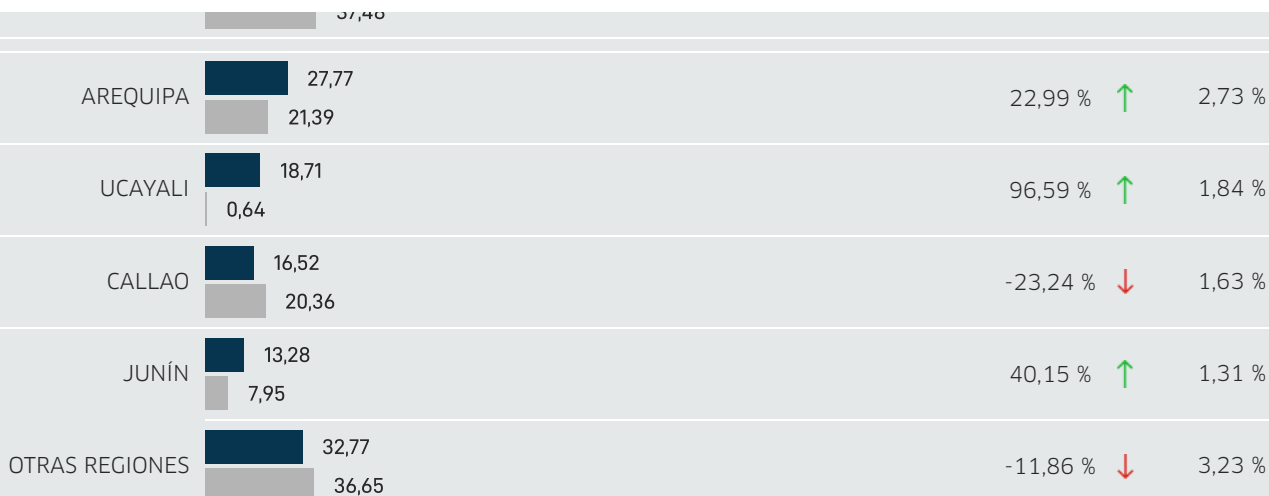 37,48
AREQUIPA 27,77 22,99 % ↑ 2,73 %
21,39
UCAYALI 18,71 96,59 % ↑ 1,84 %
0,64
CALLAO 16,52 -23,24 % ↓ 1,63 %
20,36
JUNÍN 13,28 40,15 % ↑ 1,31 %
7,95
OTRAS REGIONES 32,77 -11,86 % ↓ 3,23 %
36,65